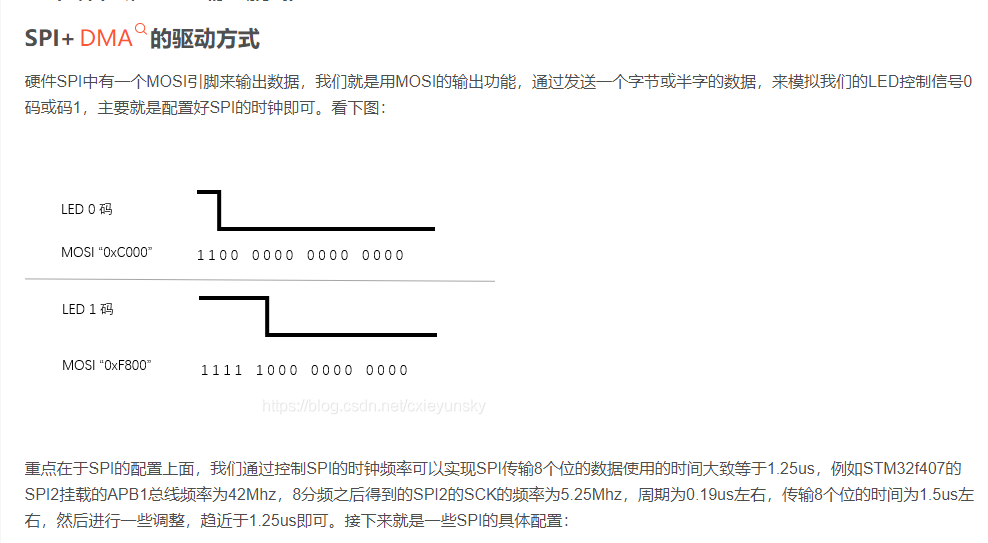 SPI+ DMA的驱动方式
硬件SPI中有一个MOSI引脚来输出数据，我们就是用MOSI的输出功能，通过发送一个字节或半字的数据，来模拟我们的LED控制信号0
码或码1，主要就是配置好SPI的时钟即可。看下图：
LED 0 码
MOSI “0xC000”
1100 0000 0000 0000
LED 1 码
MOSI “0xF800”
1111 1000 0000 0000
https://blog.csdn.net/cxieyunsky
重点在于SPI的配置上面，我们通过控制SPI的时钟频率可以实现SPI传输8个位的数据使用的时间大致等于1.25us，例如STM32f407的
SPI2挂载的APB1总线频率为42Mhz，8分频之后得到的SPI2的SCK的频率为5.25Mhz，周期为0.19us左右，传输8个位的时间为1.5us左
右，然后进行一些调整，趋近于1.25us即可。接下来就是一些SPI的具体配置：